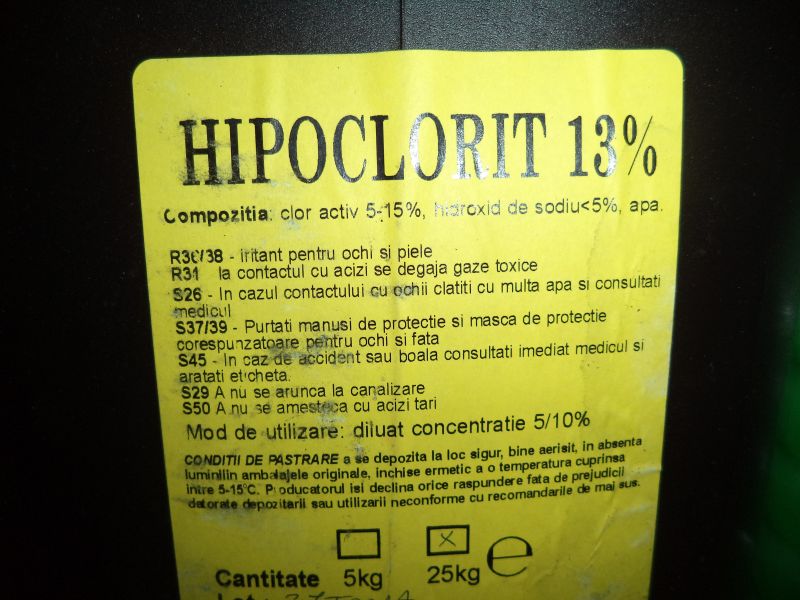 HIPOCLORIT 13%
Compozitia: clor activ 5-15%, hidroxid de sodiu<5%, apa.
R36/38 - iritant pentru ochi si piele
R31 la contactul cu acizi se degaja gaze toxice
S26 - In cazul contactului cu ochii clatiti cu multa apa si consultati
medicul
S37/39 - Purtati manusi de protectie si masca de protectie
corespunzatoare pentru ochi si fata
S45 - In caz de accident sau boala consultati imediat medicul si
aratati eticheta.
S29 A nu se arunca la canalizare
S50 A nu se amesteca cu acizi tari
Mod de utilizare: diluat concentratie 5/10%
CONDITII DE PASTRARE a se depozita la loc sigur, bine aerisit, in absenta
luminiiin ambalajele originale, inchise ermetic a o temperatura cuprinsa
intre 5-15°C. Producatorul isi declina orice raspundere fata de prejudicii
datorate depozitarii sau utilizarii neconforme cu recomandarile de mai sus.
Cantitate 5kg 25kg e
Lot: